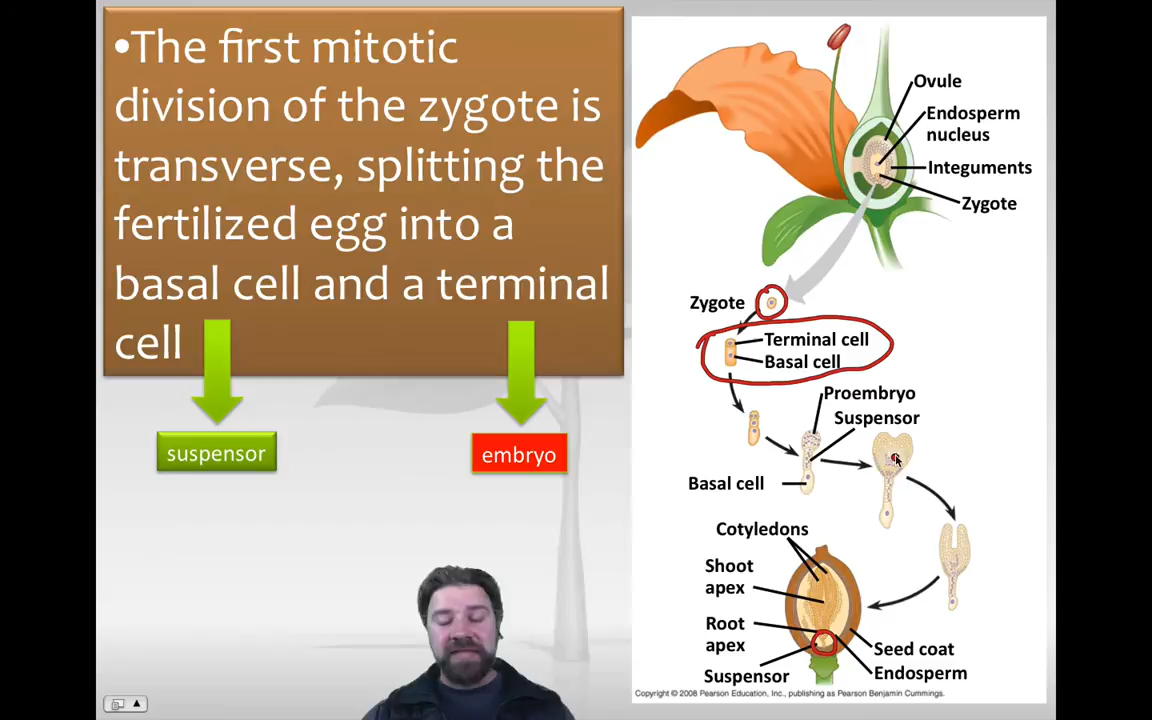 •The first mitotic
division of the zygote is
transverse, splitting the
fertilized egg into a
basal cell and a terminal
cell
suspensor
embryo
Ovule
Endosperm
nucleus
Integuments
Zygote
Zygote
Terminal cell
Basal cell
Proembryo
Suspensor
Basal cell
Cotyledons
Shoot
apex
Root
apex
Suspensor
Seed coat
Endosperm
Copyright © 2008 Pearson Education, Inc., publishing as Pearson Benjamin Cummings.